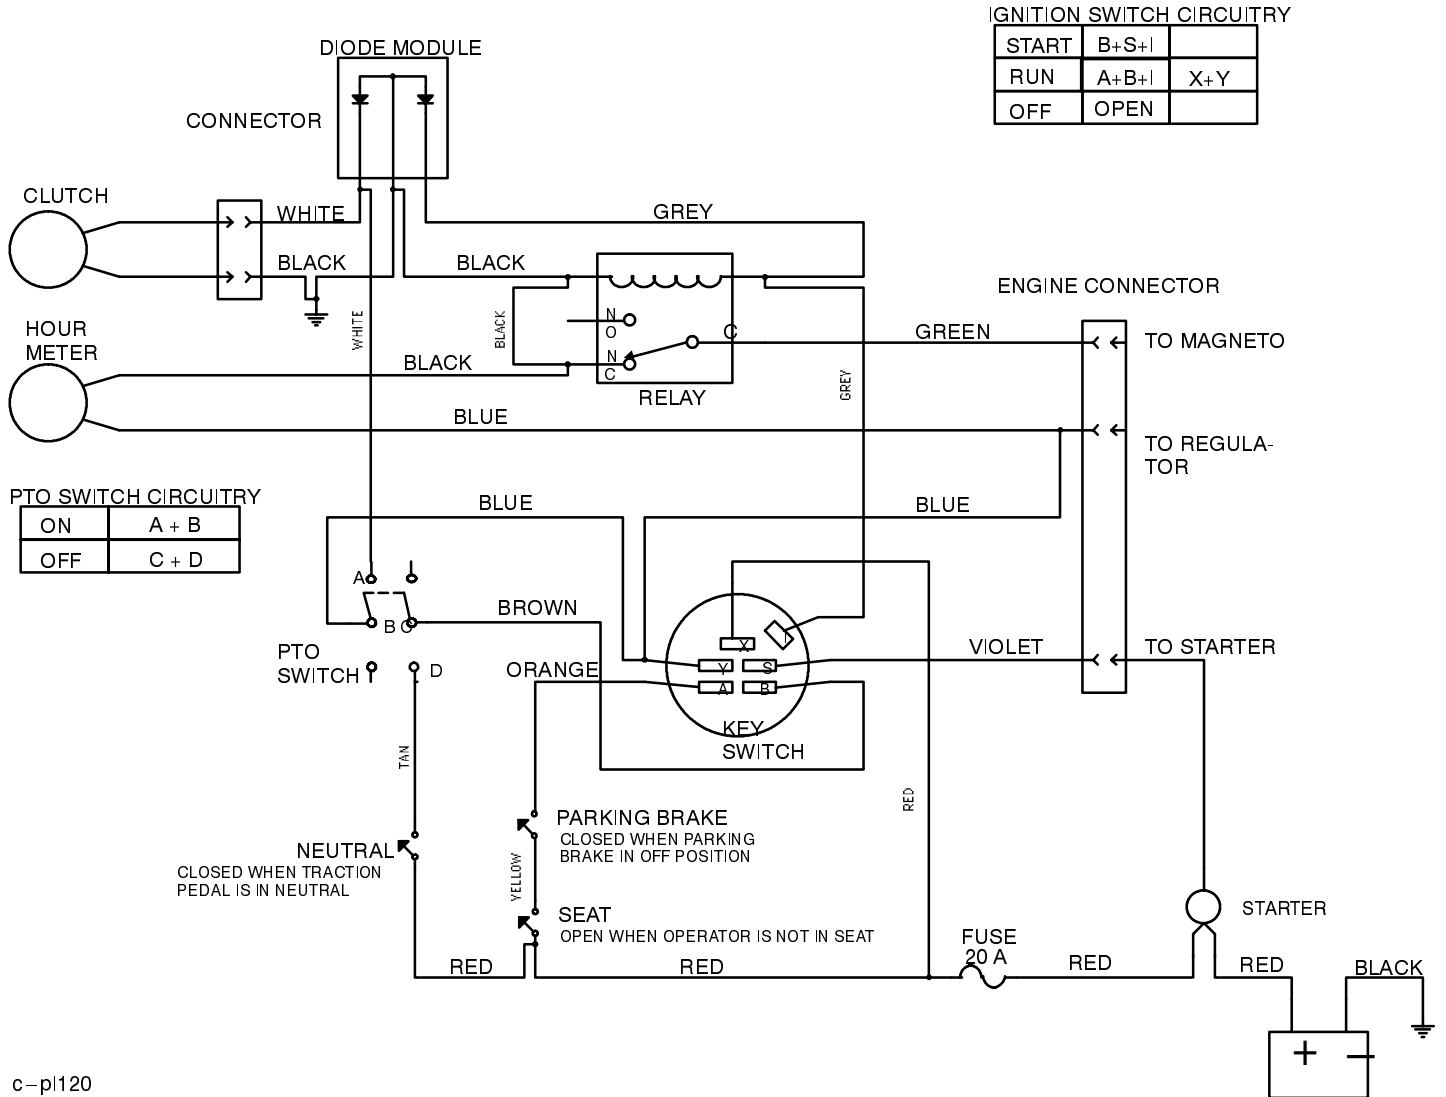 IGNITION SWITCH CIRCUITRY
START B+S+I
RUN A+B+I X+Y
OFF OPEN
DIODE MODULE
CONNECTOR
CLUTCH
WHITE
GREY
BLACK
BLACK
ENGINE CONNECTOR
HOUR
METER
WHITE
BLACK
N
O
C
GREEN
TO MAGNETO
N
C
BLACK
RELAY
GREY
BLUE
TO REGULA-
TOR
PTO SWITCH CIRCUITRY
ON A + B
OFF C + D
BLUE
BLUE
A
B C
BROWN
PTO
SWITCH
D
X
I
Y
S
A
B
KEY
SWITCH
ORANGE
VIOLET
TO STARTER
TAN
RED
NEUTRAL
CLOSED WHEN TRACTION
PEDAL IS IN NEUTRAL
PARKING BRAKE
CLOSED WHEN PARKING
BRAKE IN OFF POSITION
YELLOW
SEAT
OPEN WHEN OPERATOR IS NOT IN SEAT
STARTER
FUSE
20 A
RED
RED
RED
RED
BLACK
+ −
c−pl120